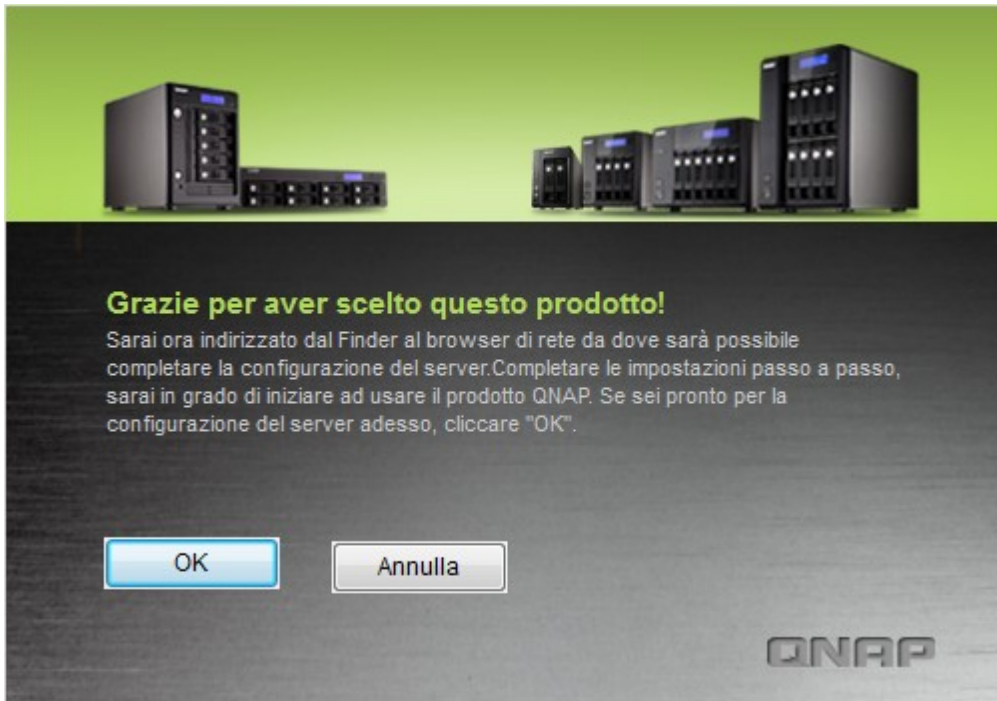 Grazie per aver scelto questo prodotto!
Sarai ora indirizzato dal Finder al browser di rete da dove sarà possibile
completare la configurazione del server.Completare le impostazioni passo a passo,
sarai in grado di iniziare ad usare il prodotto QNAP. Se sei pronto per la
configurazione del server adesso, cliccare "OK".
OK
Annulla
QNAP